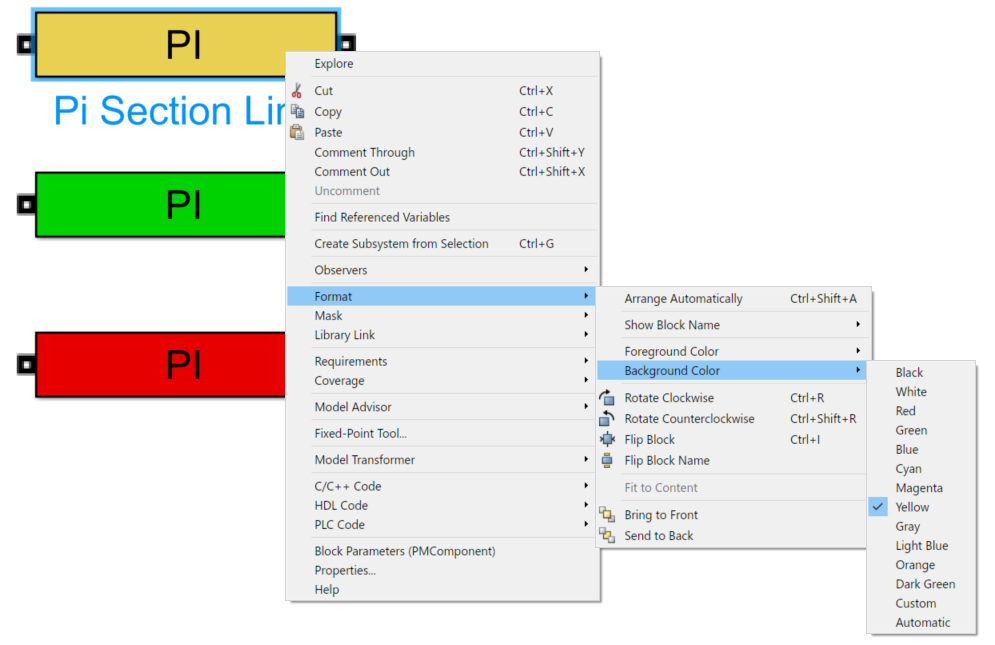 PI
Pi Section Lin
PI
PI
Explore
Cut Ctrl+X
Copy Ctrl+C
Paste Ctrl+V
Comment Through Ctrl+Shift+Y
Comment Out Ctrl+Shift+X
Uncomment
Find Referenced Variables
Create Subsystem from Selection Ctrl+G
Observers
Format
Mask
Library Link
Requirements
Coverage
Model Advisor
Fixed-Point Tool...
Model Transformer
C/C++ Code
HDL Code
PLC Code
Block Parameters (PMComponent)
Properties...
Help
Arrange Automatically Ctrl+Shift+A
Show Block Name
Foreground Color
Background Color
Rotate Clockwise Ctrl+R
Rotate Counterclockwise Ctrl+Shift+R
Flip Block Ctrl+I
Flip Block Name
Fit to Content
Bring to Front
Send to Back
Black
White
Red
Green
Blue
Cyan
Magenta
Yellow
Gray
Light Blue
Orange
Dark Green
Custom
Automatic